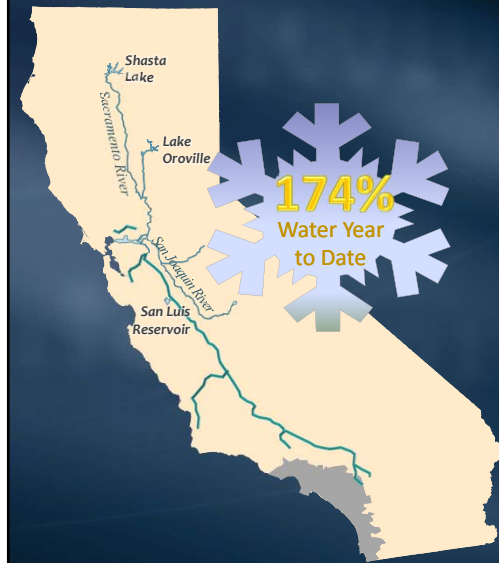 Shasta
Lake
Sacramento River
Lake
Oroville
174%
Water Year
to Date
San Joaquin River
San Luis
Reservoir